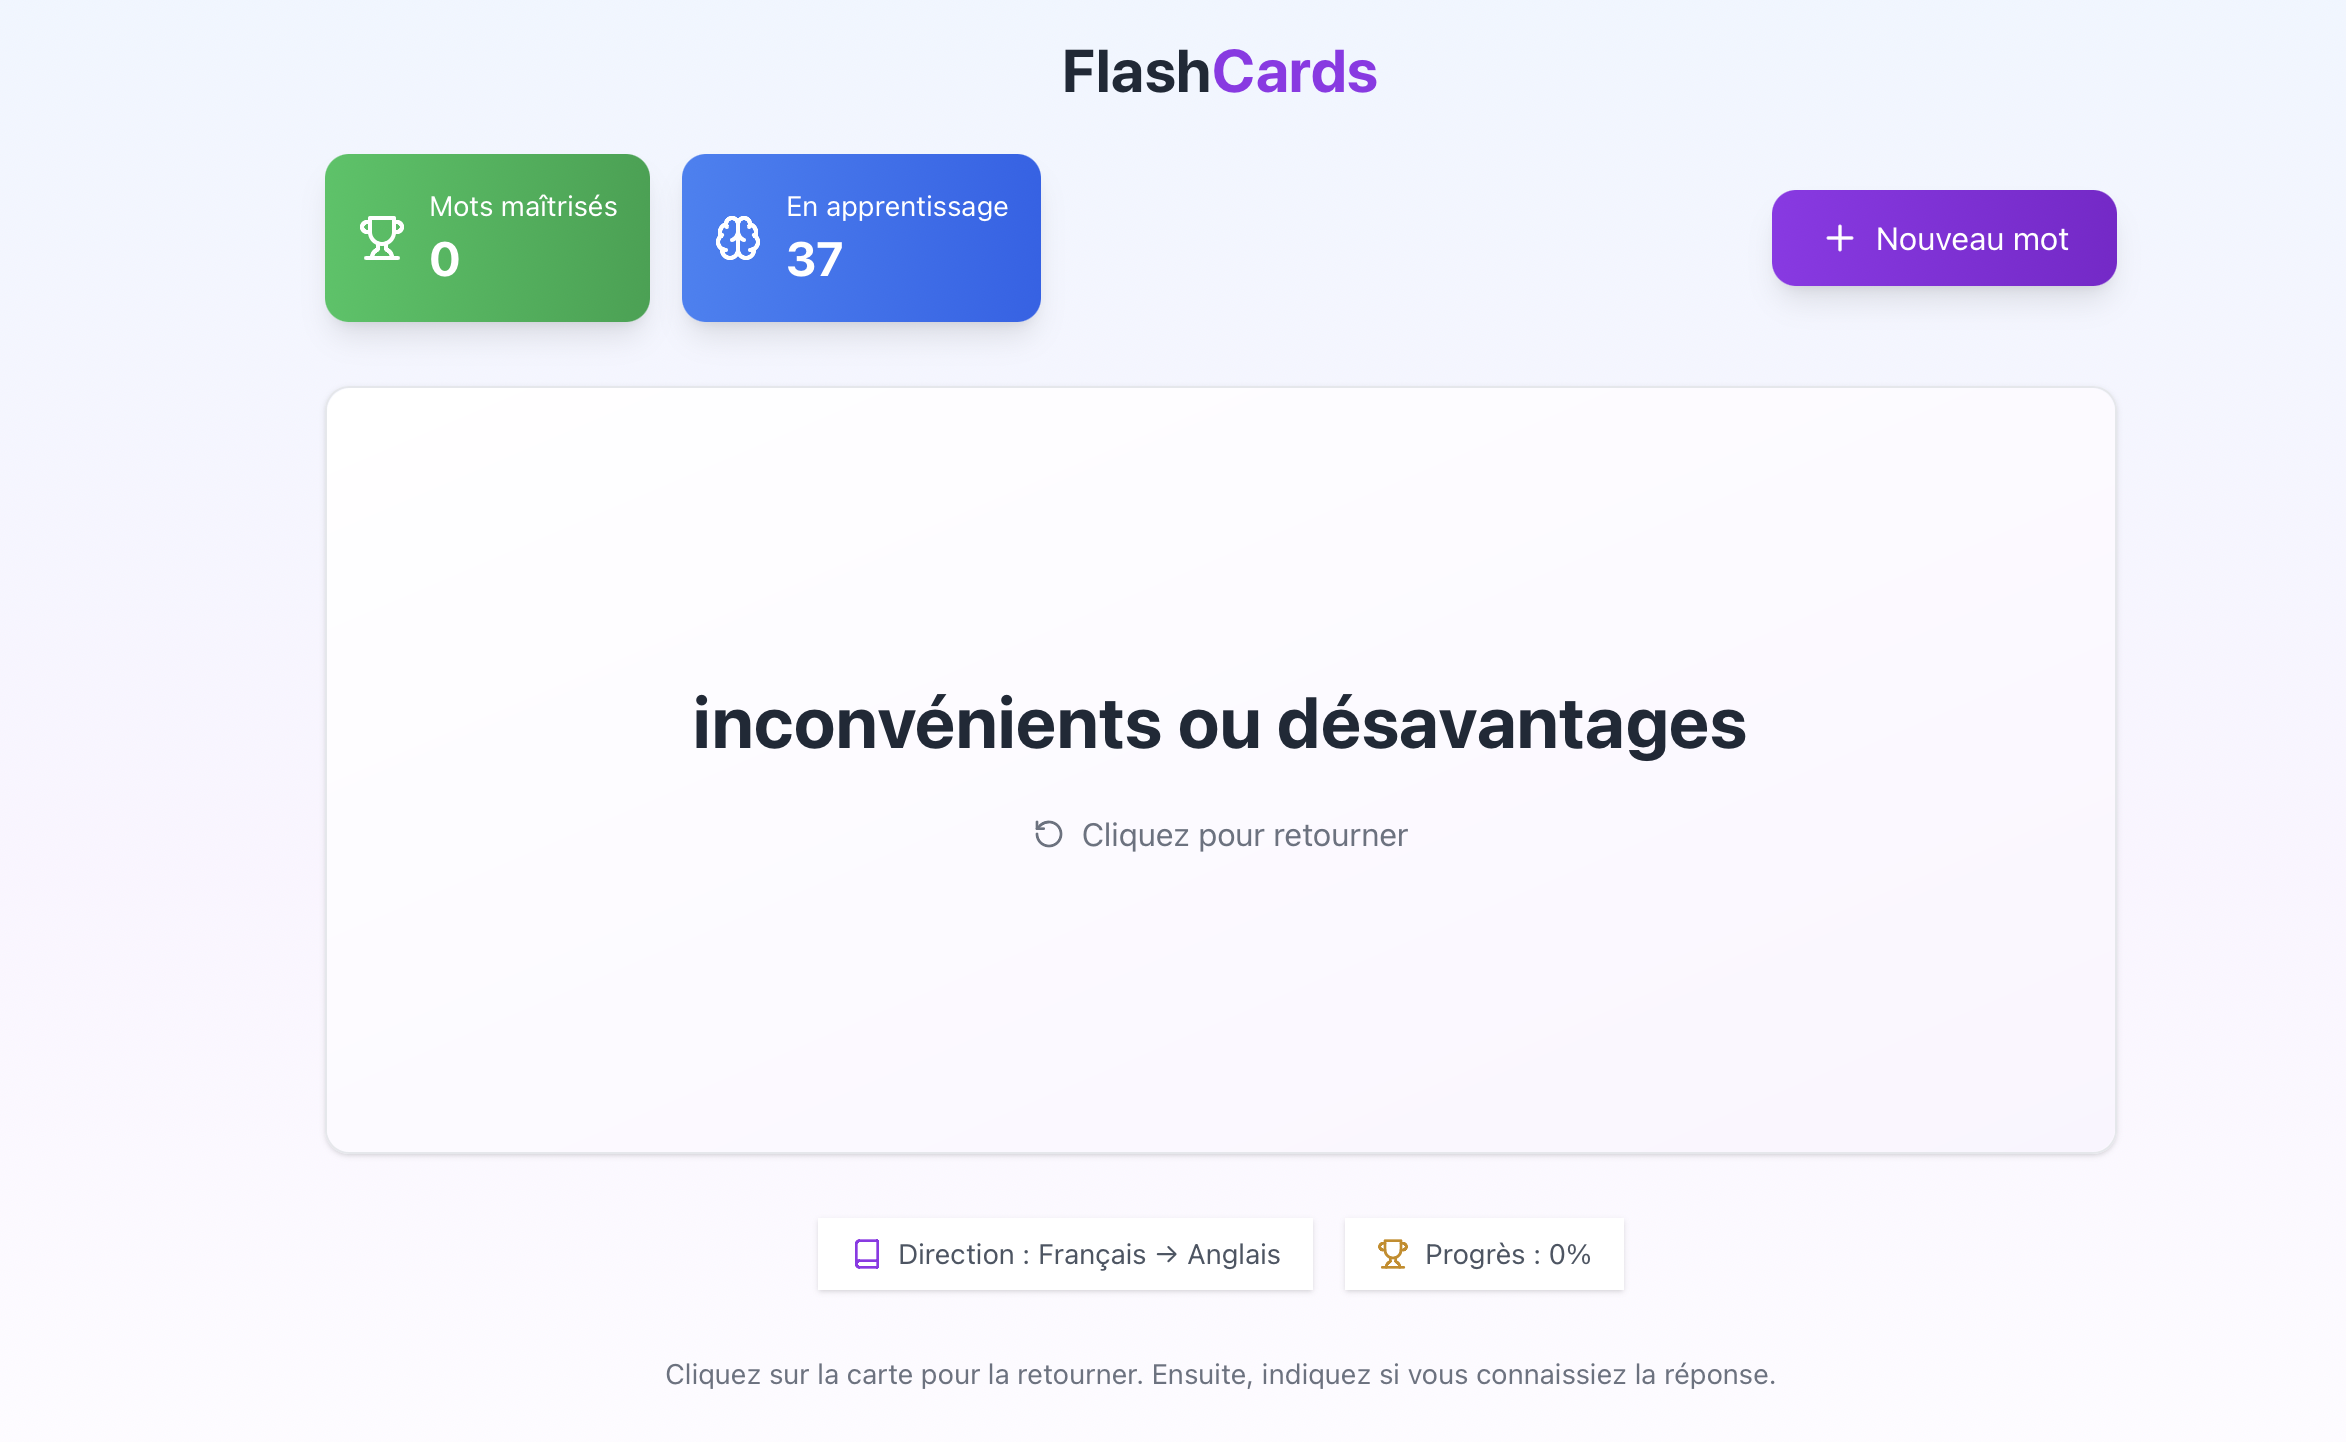 FlashCards
Mots maîtrisés
0
En apprentissage
37
Nouveau mot
inconvénients ou désavantages
Cliquez pour retourner
Direction : Français → Anglais
Progrès : 0%
Cliquez sur la carte pour la retourner. Ensuite, indiquez si vous connaissiez la réponse.